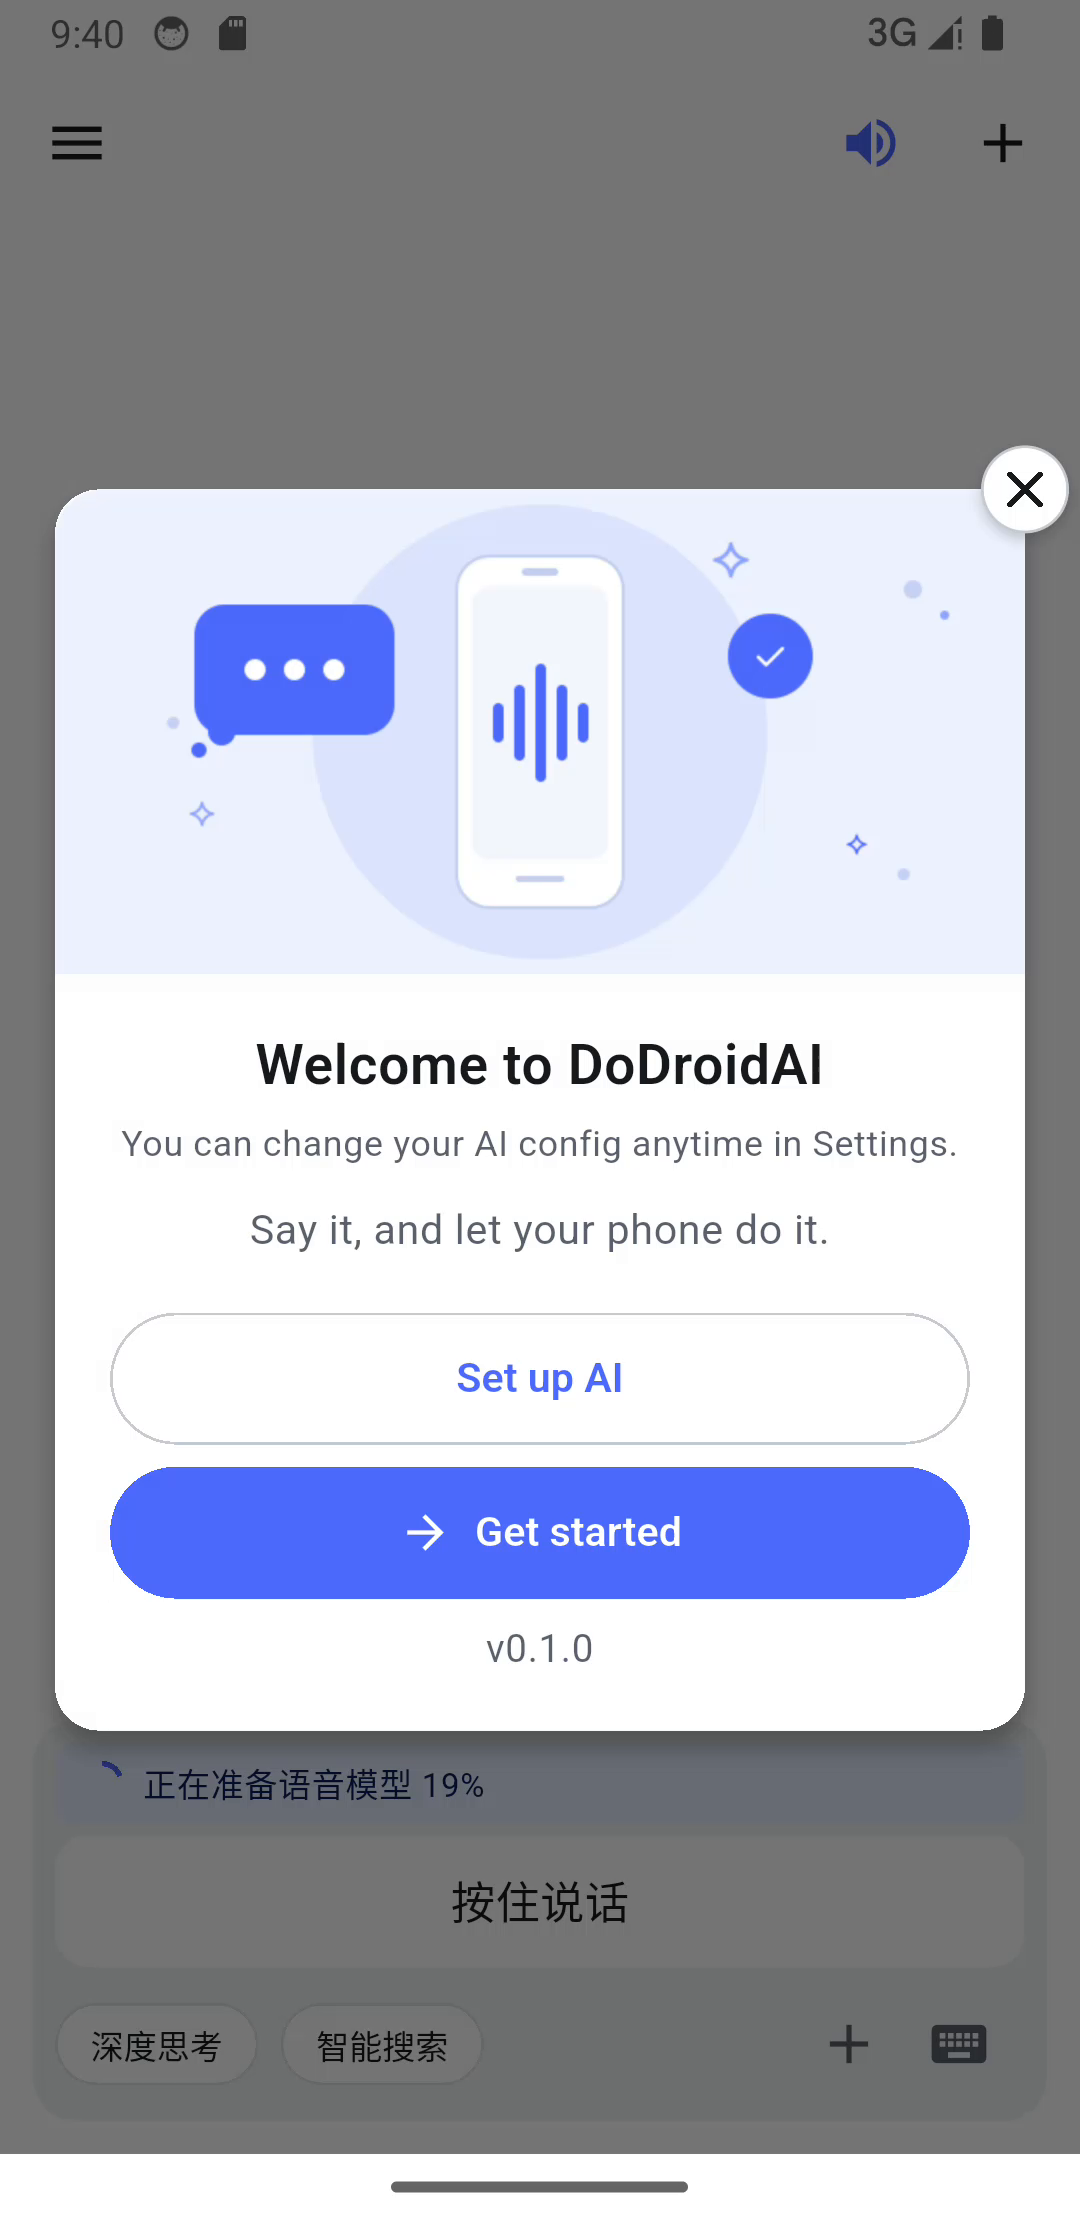 9:40
3G
Welcome to DoDroidAI
You can change your AI config anytime in Settings.
Say it, and let your phone do it.
Set up AI
Get started
v0.1.0
正在准备语音模型 19%
按住说话
深度思考
智能搜索